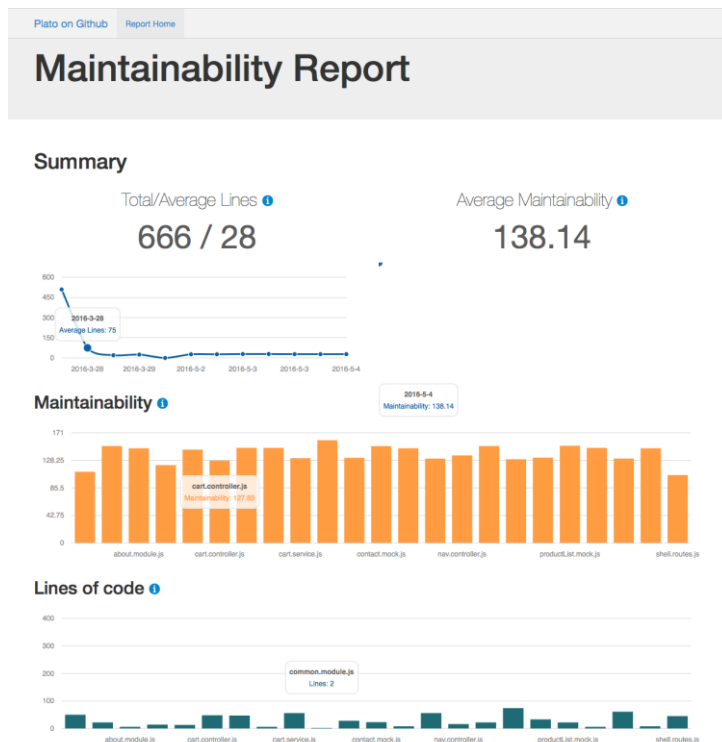 Plato on Github Report Home
Maintainability Report
Summary
Total/Average Lines
Average Maintainability
666 / 28
138.14
600
450
300
150
0
2016-3-28
Average Lines: 75
2016-3-28 2016-3-29 2016-5-2 2016-5-3 2016-5-3 2016-5-4
2016-5-4
Maintainability: 138.14
Maintainability
171
128.25
85.5
42.75
0
cart.controller.js
Maintainability: 127.83
about.module.js cart.controller.js cart.service.js contact.mock.js nav.controller.js productList.mock.js shell.routes.js
Lines of code
400
300
200
100
0
common.module.js
Lines: 2
about.module.js cart.controller.js cart.service.js contact.mock.js nav.controller.js productList.mock.js shell.routes.js